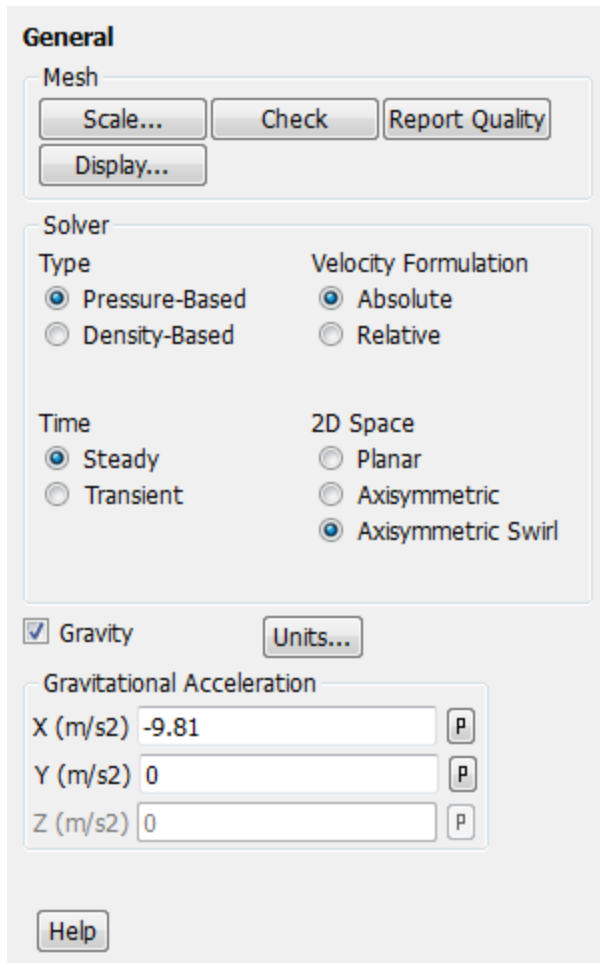 General
Mesh
Scale... Check Report Quality
Display...
Solver
Type Velocity Formulation
Pressure-Based Absolute
Density-Based Relative
Time 2D Space
Steady Planar
Transient Axisymmetric
Axisymmetric Swirl
Gravity Units...
Gravitational Acceleration
X (m/s2) -9.81 P
Y (m/s2) 0 P
Z (m/s2) 0 P
Help